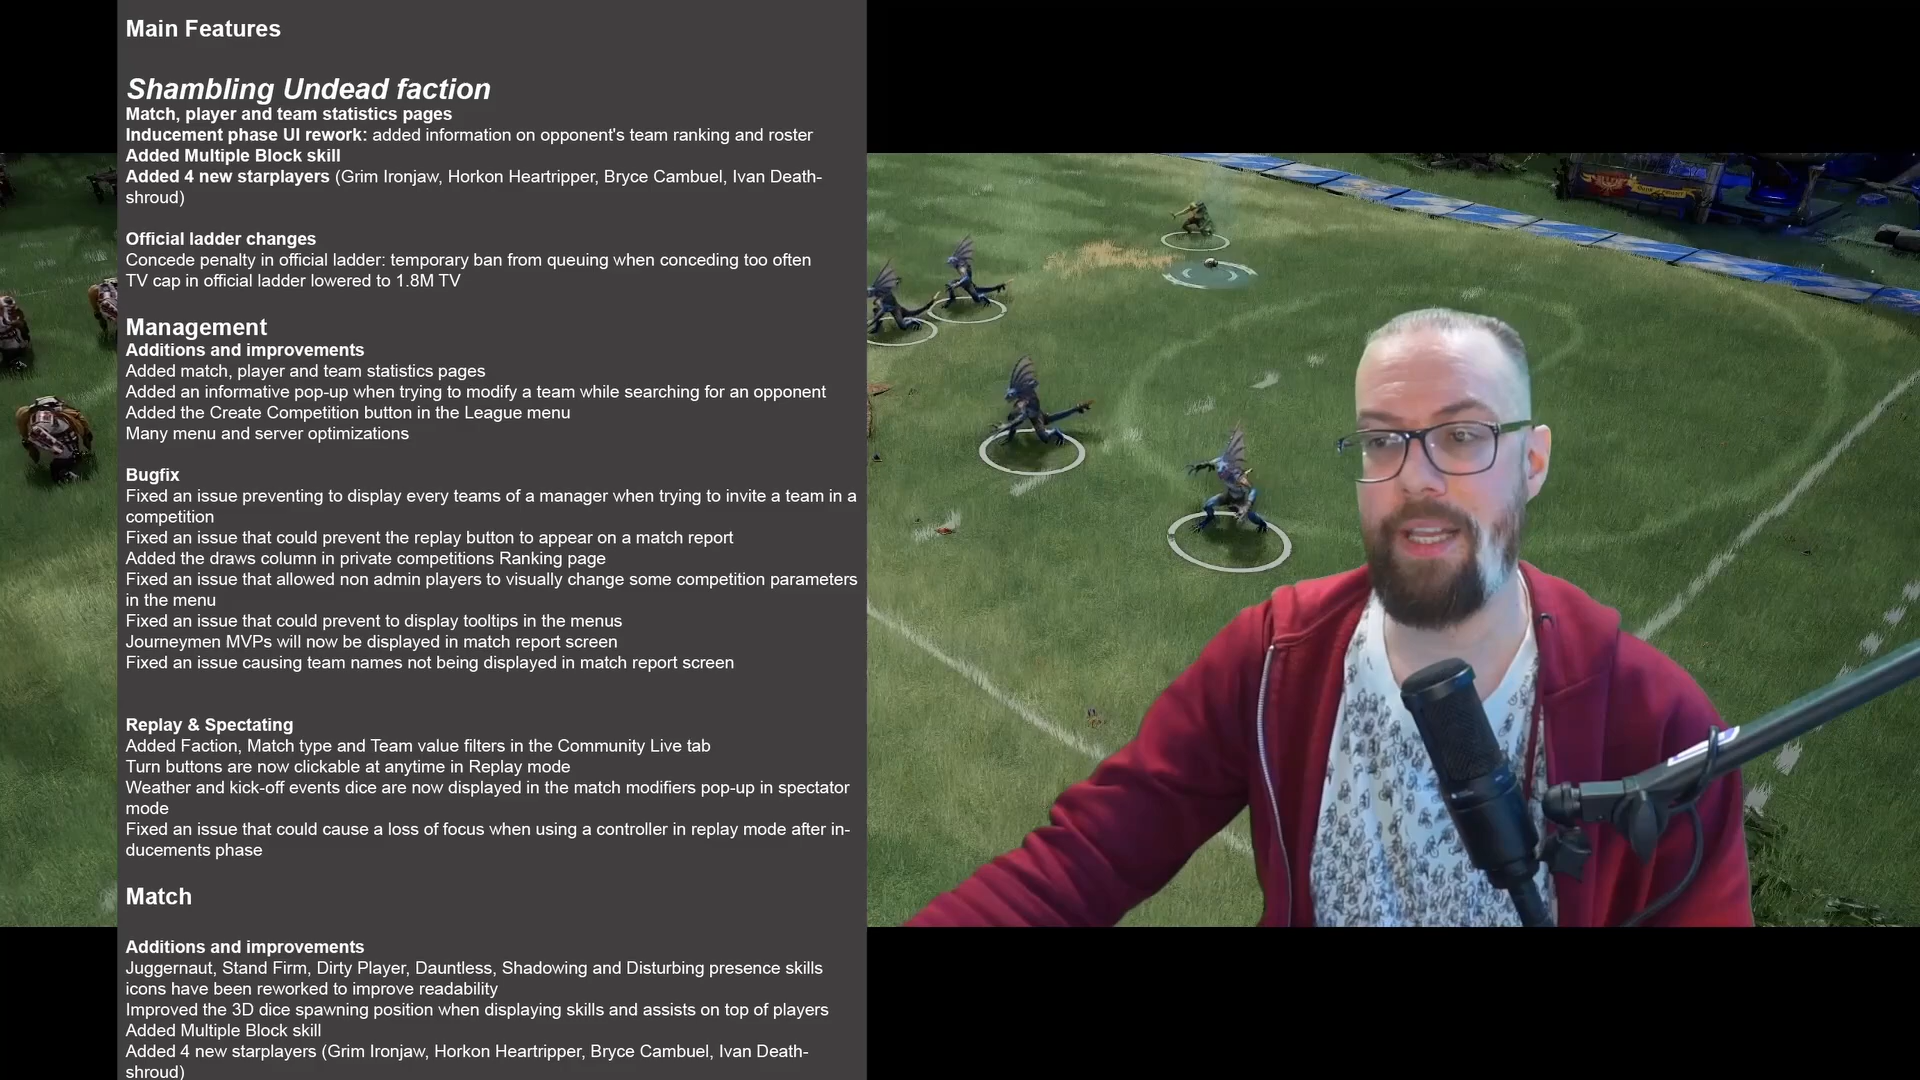 Main Features
Shambling Undead faction
Match, player and team statistics pages
Inducement phase UI rework: added information on opponent's team ranking and roster
Added Multiple Block skill
Added 4 new starplayers (Grim Ironjaw, Horkon Heartripper, Bryce Cambuel, Ivan Death-
shroud)
Official ladder changes
Concede penalty in official ladder: temporary ban from queuing when conceding too often
TV cap in official ladder lowered to 1.8M TV
Management
Additions and improvements
Added match, player and team statistics pages
Added an informative pop-up when trying to modify a team while searching for an opponent
Added the Create Competition button in the League menu
Many menu and server optimizations
Bugfix
Fixed an issue preventing to display every teams of a manager when trying to invite a team in a
competition
Fixed an issue that could prevent the replay button to appear on a match report
Added the draws column in private competitions Ranking page
Fixed an issue that allowed non admin players to visually change some competition parameters
in the menu
Fixed an issue that could prevent to display tooltips in the menus
Journeymen MVPs will now be displayed in match report screen
Fixed an issue causing team names not being displayed in match report screen
Replay & Spectating
Added Faction, Match type and Team value filters in the Community Live tab
Turn buttons are now clickable at anytime in Replay mode
Weather and kick-off events dice are now displayed in the match modifiers pop-up in spectator
mode
Fixed an issue that could cause a loss of focus when using a controller in replay mode after in-
ducements phase
Match
Additions and improvements
Juggernaut, Stand Firm, Dirty Player, Dauntless, Shadowing and Disturbing presence skills
icons have been reworked to improve readability
Improved the 3D dice spawning position when displaying skills and assists on top of players
Added Multiple Block skill
Added 4 new starplayers (Grim Ironjaw, Horkon Heartripper, Bryce Cambuel, Ivan Death-
shroud)